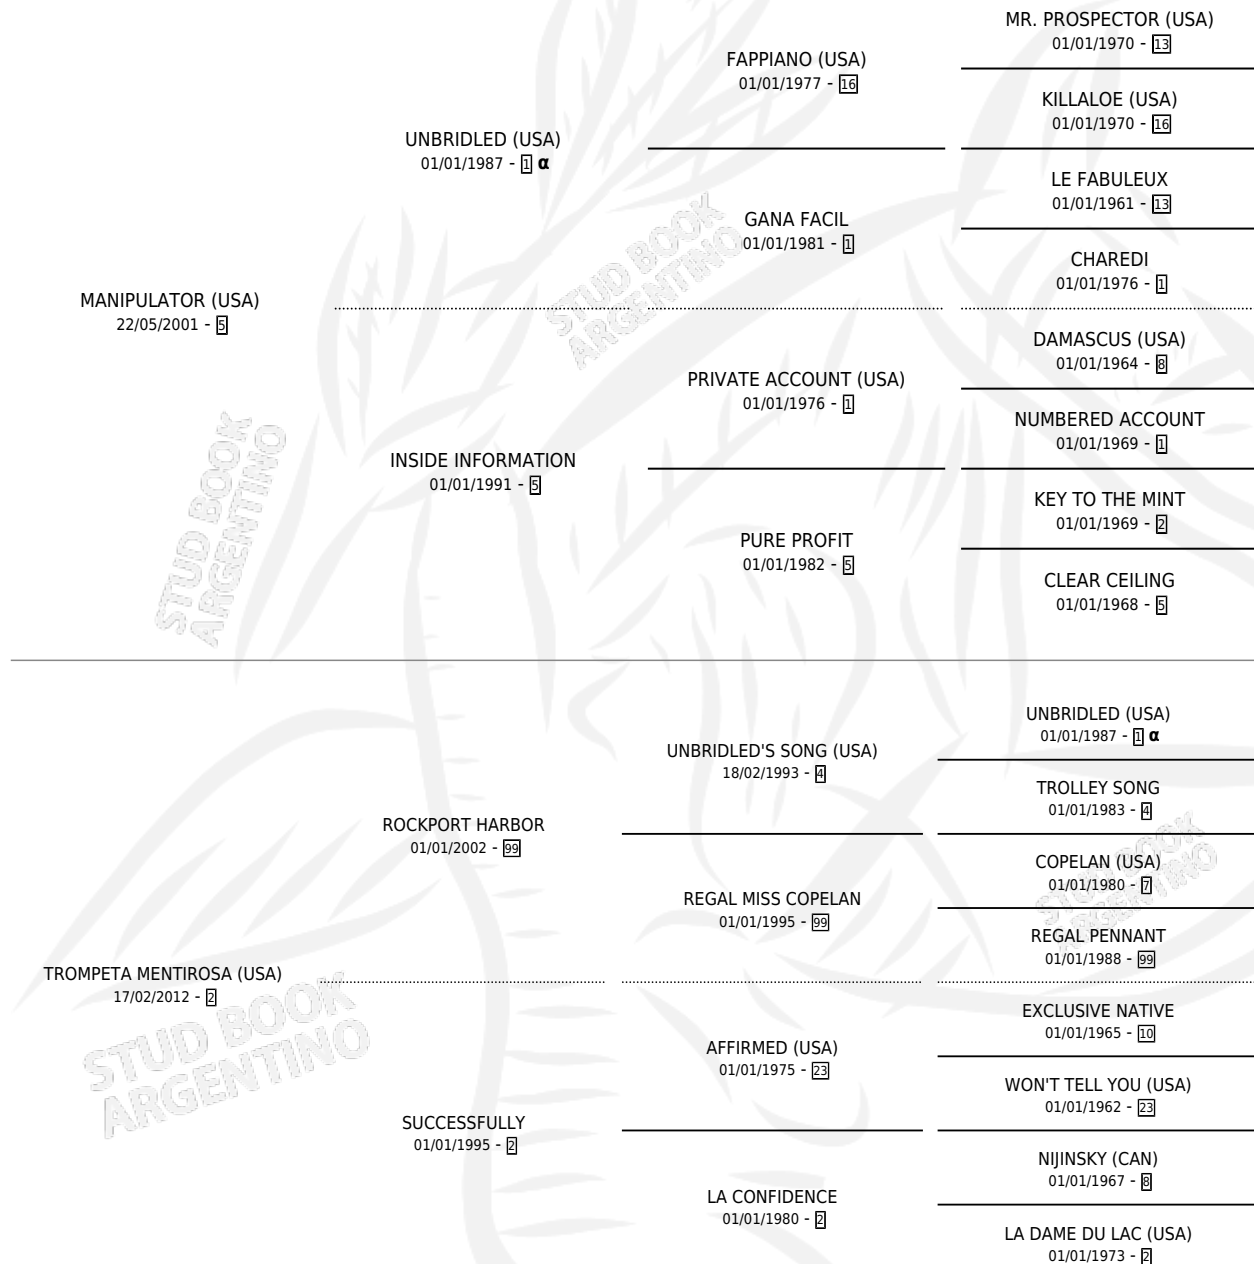 MR. PROSPECTOR (USA)
01/01/1970 - 13
FAPPIANO (USA)
01/01/1977 - 16
KILLALOE (USA)
01/01/1970 - 16
UNBRIDLED (USA)
01/01/1987 - 1 α
LE FABULEUX
01/01/1961 - 13
GANA FACIL
01/01/1981 - 1
CHAREDI
01/01/1976 - 1
MANIPULATOR (USA)
22/05/2001 - 5
DAMASCUS (USA)
01/01/1964 - 8
PRIVATE ACCOUNT (USA)
01/01/1976 - 1
NUMBERED ACCOUNT
01/01/1969 - 1
INSIDE INFORMATION
01/01/1991 - 5
KEY TO THE MINT
01/01/1969 - 2
PURE PROFIT
01/01/1982 - 5
CLEAR CEILING
01/01/1968 - 5
STUD BOOK
ARGENTINO
STUD BOOK
ARGENTINO
UNBRIDLED (USA)
01/01/1987 - 1 α
UNBRIDLED'S SONG (USA)
18/02/1993 - 4
TROLLEY SONG
01/01/1983 - 4
ROCKPORT HARBOR
01/01/2002 - 99
COPELAN (USA)
01/01/1980 - 7
REGAL MISS COPELAN
01/01/1995 - 99
REGAL PENNANT
01/01/1988 - 99
TROMPETA MENTIROSA (USA)
17/02/2012 - 2
EXCLUSIVE NATIVE
01/01/1965 - 10
AFFIRMED (USA)
01/01/1975 - 23
WON'T TELL YOU (USA)
01/01/1962 - 23
SUCCESSFULLY
01/01/1995 - 2
NIJINSKY (CAN)
01/01/1967 - 8
LA CONFIDENCE
01/01/1980 - 2
LA DAME DU LAC (USA)
01/01/1973 - 2
STUD BOOK
ARGENTINO
STUD BOOK
ARGENTINO